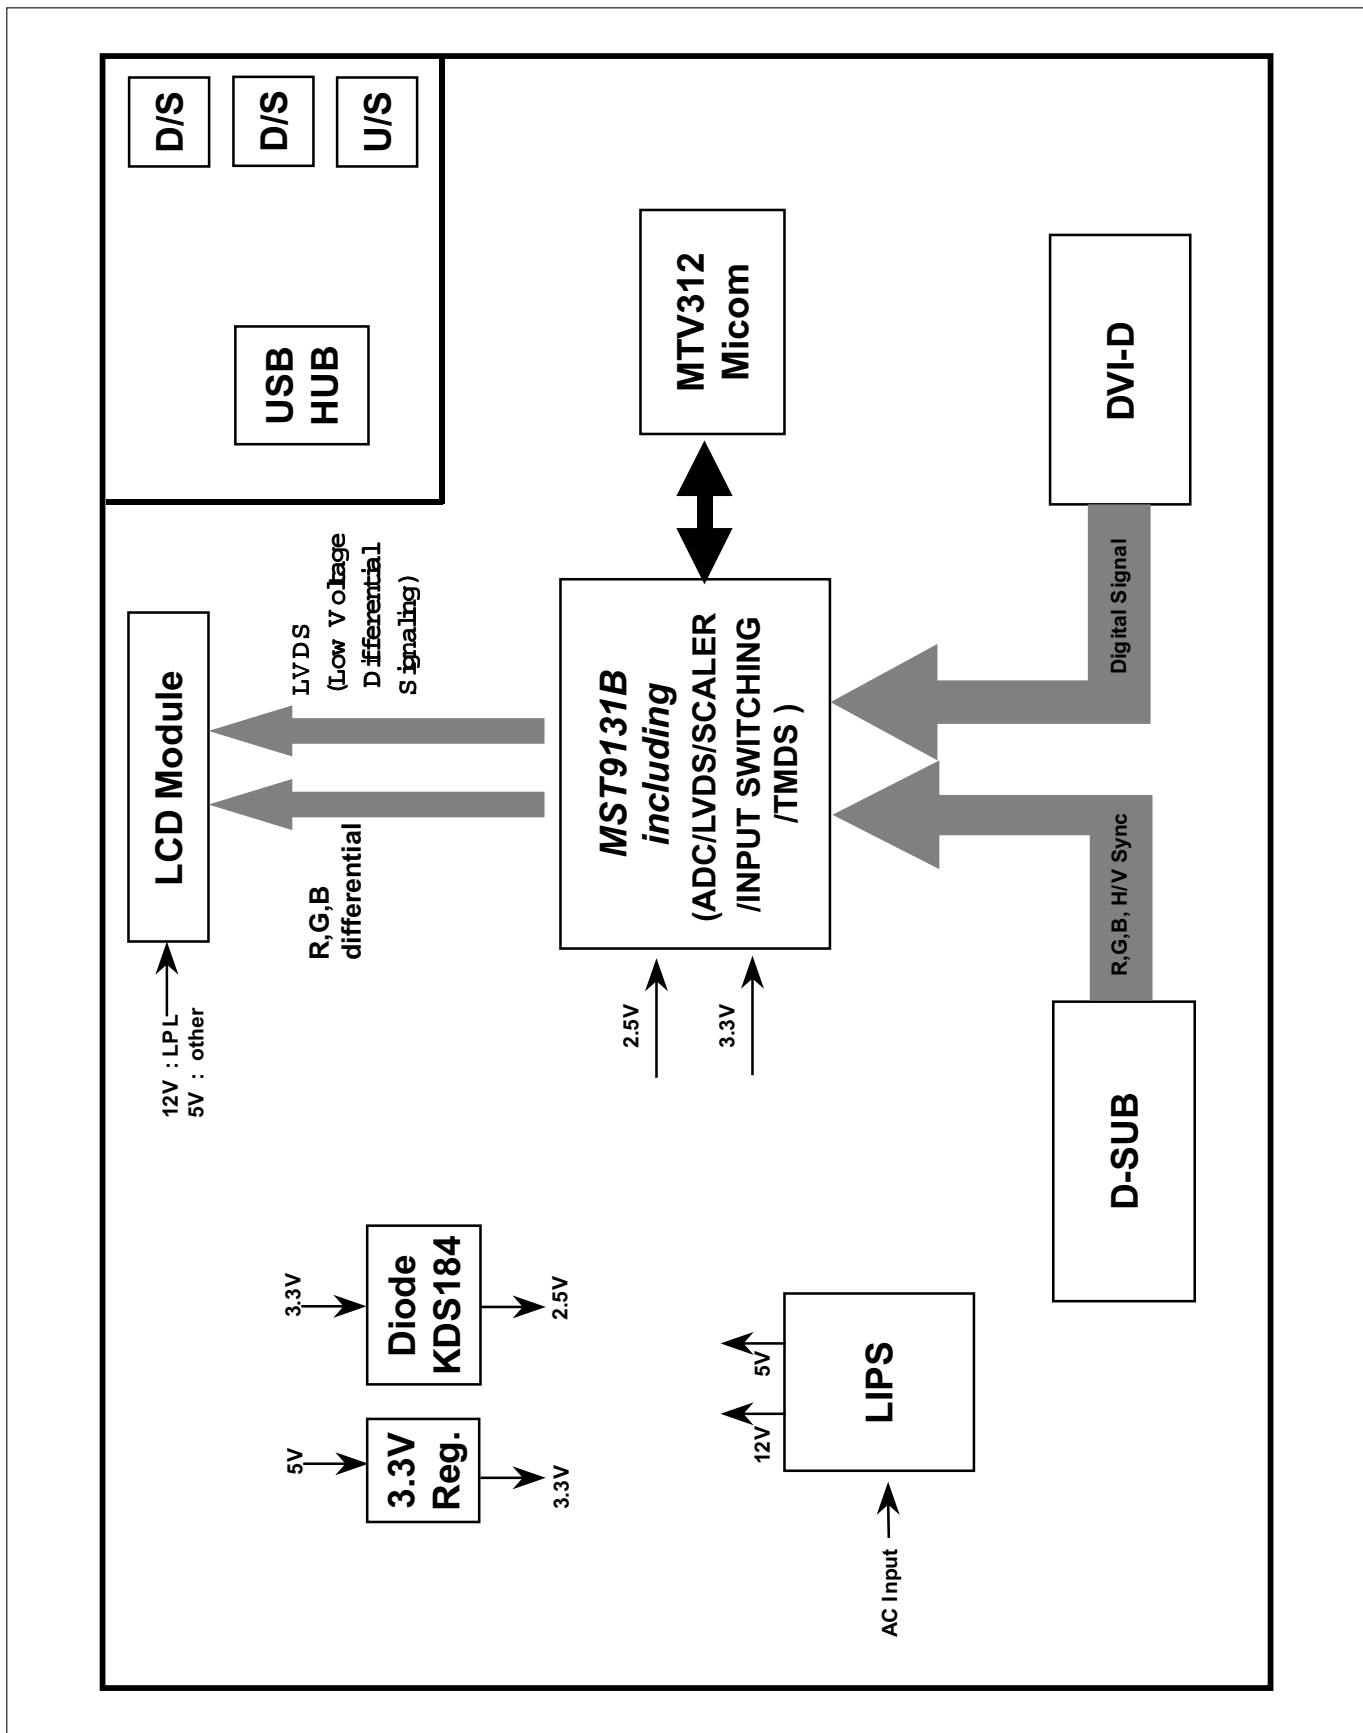 12V : LPL
5V : other
LCD Module
D/S
D/S
U/S
USB
HUB
R,G,B
differential
LVDS
(Low Voltage
Differential
Signaling)
5V
3.3V
Reg.
3.3V
3.3V
Diode
KDS184
2.5V
2.5V
3.3V
MST9131B
including
(ADC/LVDS/SCALER
/INPUT SWITCHING
/TMDS )
MTV312
Micom
12V
5V
LIPS
AC Input
D-SUB
R,G,B, H/V Sync
Digital Signal
DVI-D